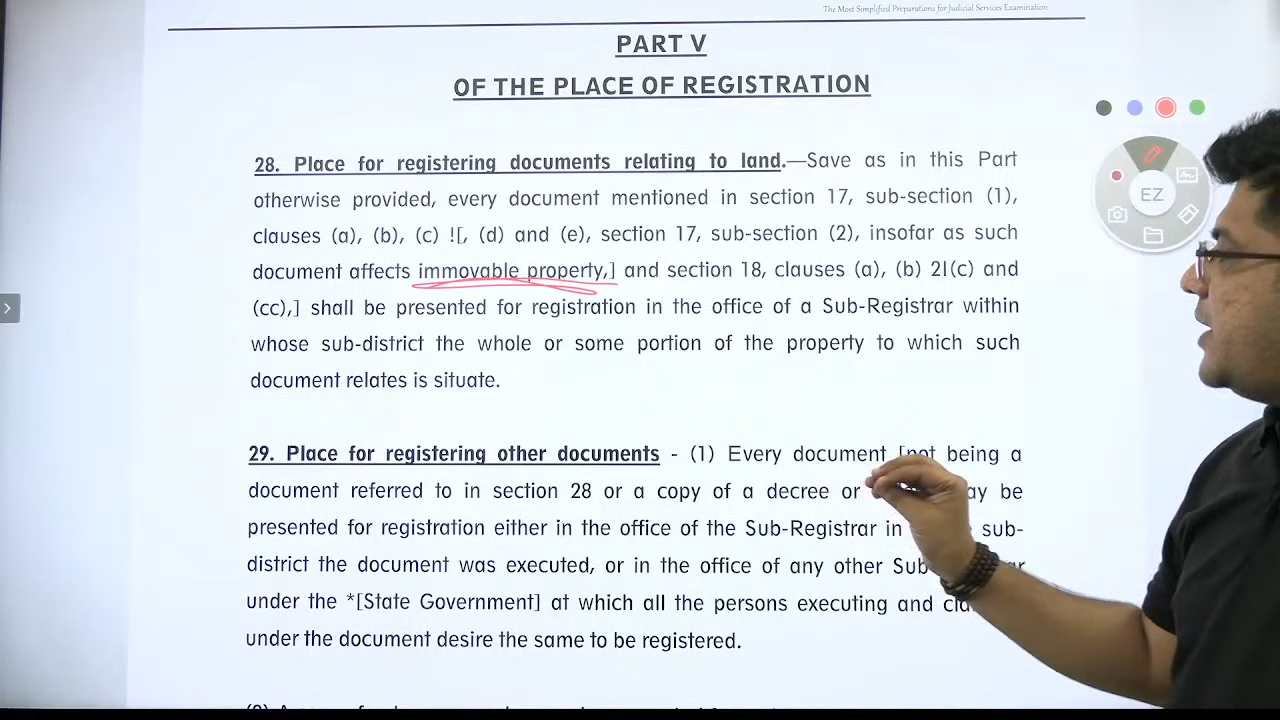 The Most Simplified Preparations for Judicial Services Examination
PART V
OF THE PLACE OF REGISTRATION
28. Place for registering documents relating to land.—Save as in this Part
otherwise provided, every document mentioned in section 17, sub-section (1),
clauses (a), (b), (c) ![, (d) and (e), section 17, sub-section (2), insofar as such
document affects immovable property,] and section 18, clauses (a), (b) 2I(c) and
(cc),] shall be presented for registration in the office of a Sub-Registrar within
whose sub-district the whole or some portion of the property to which such
document relates is situate.
EZ
29. Place for registering other documents - (1) Every document [not being a
document referred to in section 28 or a copy of a decree or ay be
presented for registration either in the office of the Sub-Registrar in sub-
district the document was executed, or in the office of any other Sub
under the *[State Government] at which all the persons executing and
under the document desire the same to be registered.